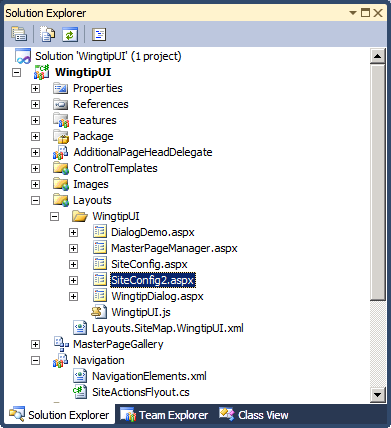 Solution Explorer
Solution 'WingtipUI' (1 project)
WingtipUI
Properties
References
Features
Package
AdditionalPageHeadDelegate
ControlTemplates
Images
Layouts
WingtipUI
DialogDemo.aspx
MasterPageManager.aspx
SiteConfig.aspx
SiteConfig2.aspx
WingtipDialog.aspx
WingtipUI.js
Layouts.SiteMap.WingtipUI.xml
MasterPageGallery
Navigation
NavigationElements.xml
SiteActionsFlyout.cs
Solution Explorer Team Explorer Class View